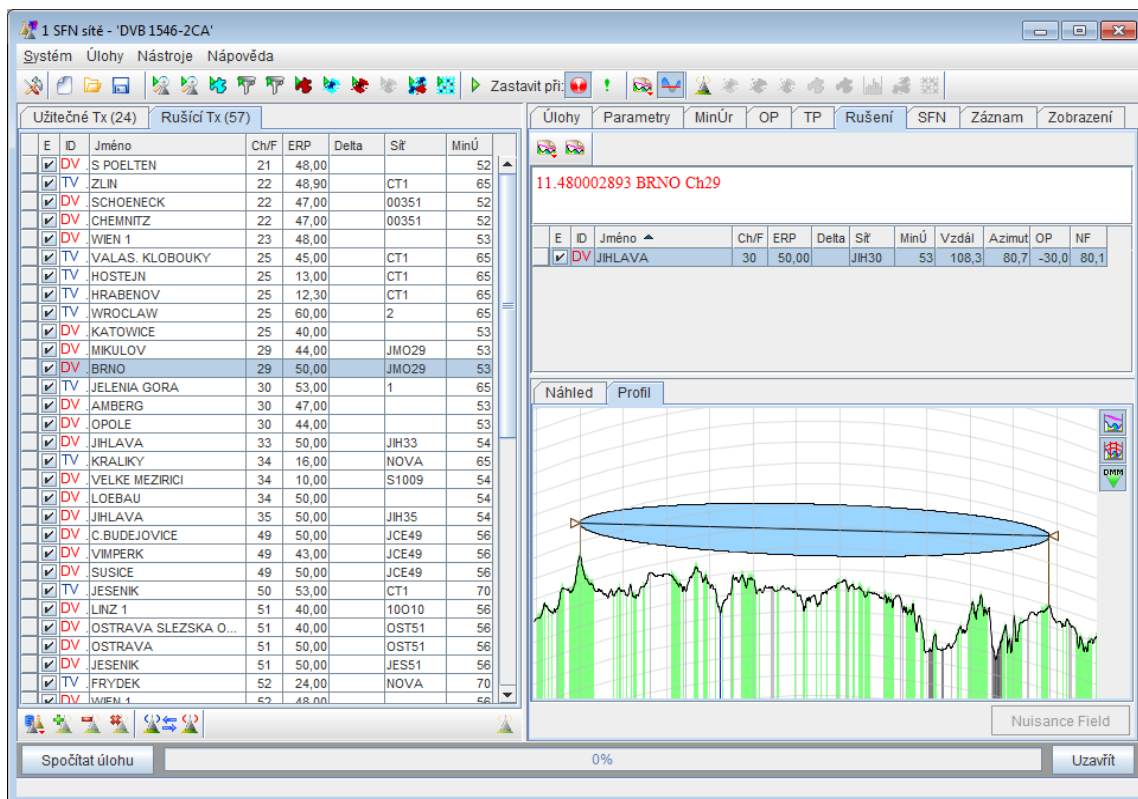 1 SFN sítě - 'DVB 1546-2CA'
Systém Úlohy Nástroje Nápověda
Zastavit při:
Užitečné Tx (24) Rušící Tx (57)
E ID Jméno Ch/F ERP Delta Síť MinÚ
DV .S POELTEN 21 48,00 52
TV .ZLIN 22 48,90 CT1 65
DV .SCHOENECK 22 47,00 00351 52
DV .CHEMNITZ 22 47,00 00351 52
DV .WIEN 1 23 48,00 53
TV .VALAS. KLOBOUKY 25 45,00 CT1 65
TV .HOSTEJN 25 13,00 CT1 65
TV .HRABENOV 25 12,30 CT1 65
TV .WROCLAW 25 60,00 2 65
DV .KATOWICE 25 40,00 53
DV .MIKULOV 29 44,00 JMO29 53
DV .BRNO 29 50,00 JMO29 53
TV .JELENIA GORA 30 53,00 1 65
DV .AMBERG 30 47,00 53
DV .OPOLE 30 44,00 53
DV .JIHLAVA 33 50,00 JIH33 54
TV .KRALIKY 34 16,00 NOVA 65
DV .VELKE MEZIRICI 34 10,00 S1009 54
DV .LOEBAU 34 50,00 54
DV .JIHLAVA 35 50,00 JIH35 54
DV .C.BUDEJOVICE 49 50,00 JCE49 56
DV .VIMPERK 49 43,00 JCE49 56
DV .SUSICE 49 50,00 JCE49 56
TV .JESENIK 50 53,00 CT1 70
DV .LINZ 1 51 40,00 10O10 56
DV .OSTRAVA SLEZSKA O... 51 40,00 OST51 56
DV .OSTRAVA 51 50,00 OST51 56
DV .JESENIK 51 50,00 JES51 56
TV .FRYDEK 52 24,00 NOVA 70
DV .WIEN 1 52 48,00 56
Úlohy Parametry MinÚr OP TP Rušení SFN Záznam Zobrazení
11.480002893 BRNO Ch29
E ID Jméno Ch/F ERP Delta Síť MinÚ Vzdál Azimut OP NF
DV JIHLAVA 30 50,00 JIH30 53 108,3 80,7 -30,0 80,1
Náhled Profil
DMM
Nuisance Field
Spočítat úlohu 0% Uzavřít